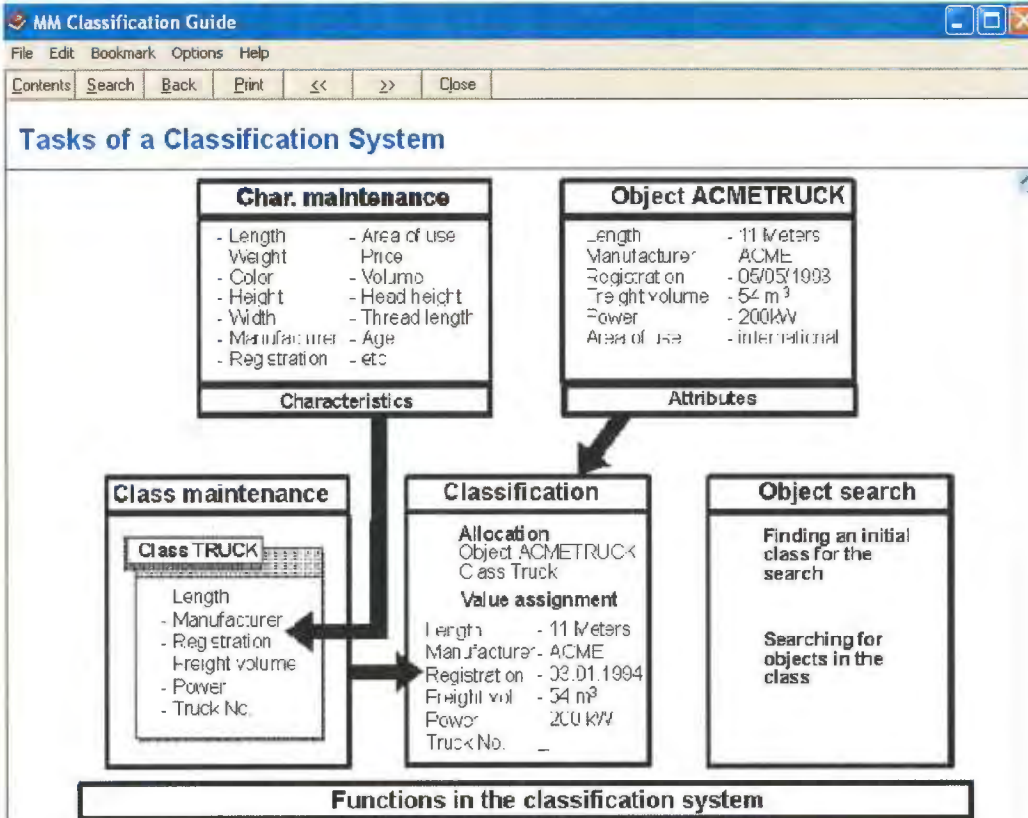 MM Classification Guide
File Edit Bookmark Options Help
Contents Search Back Print << >> Close
Tasks of a Classification System
Char. maintenance
- Length - Area of use
Weight Price
- Color - Volume
- Height - Head height
- Width - Thread length
- Manufacturer - Age
- Registration - etc
Characteristics
Object ACMETRUCK
Length - 11 Meters
Manufacturer ACME
Registration - 05/05/1993
Freight volume - 54 m³
Power - 200kW
Area of use - international
Attributes
Class maintenance
Class TRUCK
Length
- Manufacturer
- Registration
Freight volume
- Power
- Truck No.
Classification
Allocation
Object ACMETRUCK
Class Truck
Value assignment
Length - 11 Meters
Manufacturer - ACME
Registration - 03.01.1994
Freight vol - 54 m³
Power 200 kW
Truck No. _
Object search
Finding an initial
class for the
search
Searching for
objects in the
class
Functions in the classification system